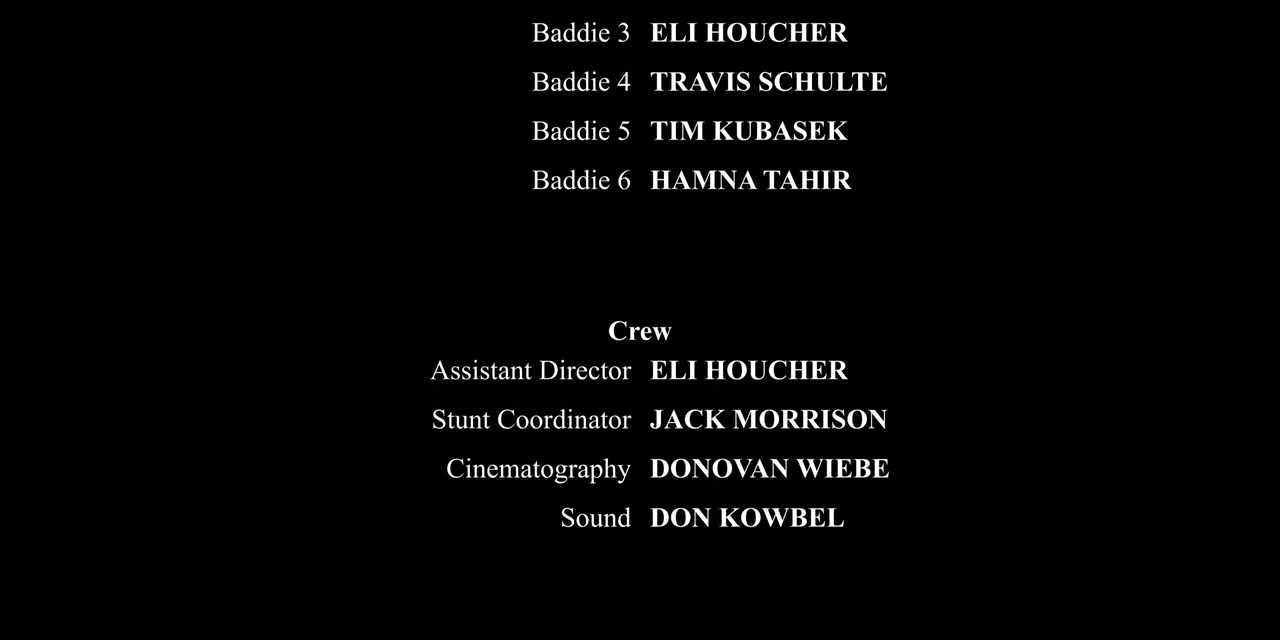 Baddie 3 ELI HOUCHER
Baddie 4 TRAVIS SCHULTE
Baddie 5 TIM KUBASEK
Baddie 6 HAMNA TAHIR
Crew
Assistant Director ELI HOUCHER
Stunt Coordinator JACK MORRISON
Cinematography DONOVAN WIEBE
Sound DON KOWBEL